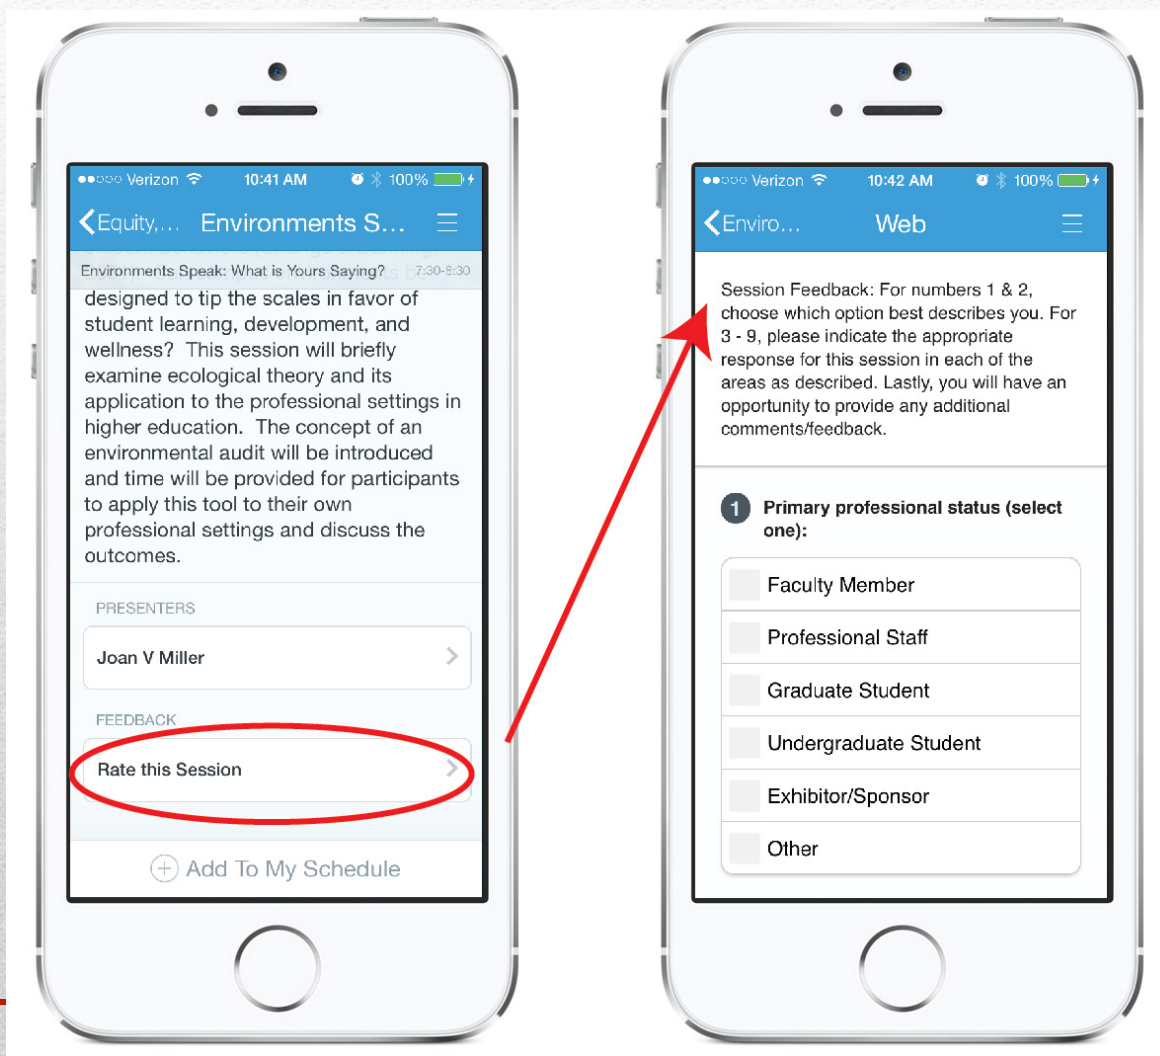 Verizon 10:41 AM 100%
Equity,... Environments S...
Environments Speak: What is Yours Saying? 7:30-8:30
designed to tip the scales in favor of
student learning, development, and
wellness? This session will briefly
examine ecological theory and its
application to the professional settings in
higher education. The concept of an
environmental audit will be introduced
and time will be provided for participants
to apply this tool to their own
professional settings and discuss the
outcomes.
PRESENTERS
Joan V Miller
FEEDBACK
Rate this Session
Add To My Schedule
Verizon 10:42 AM 100%
Enviro... Web
Session Feedback: For numbers 1 & 2,
choose which option best describes you. For
3 - 9, please indicate the appropriate
response for this session in each of the
areas as described. Lastly, you will have an
opportunity to provide any additional
comments/feedback.
1 Primary professional status (select
one):
Faculty Member
Professional Staff
Graduate Student
Undergraduate Student
Exhibitor/Sponsor
Other